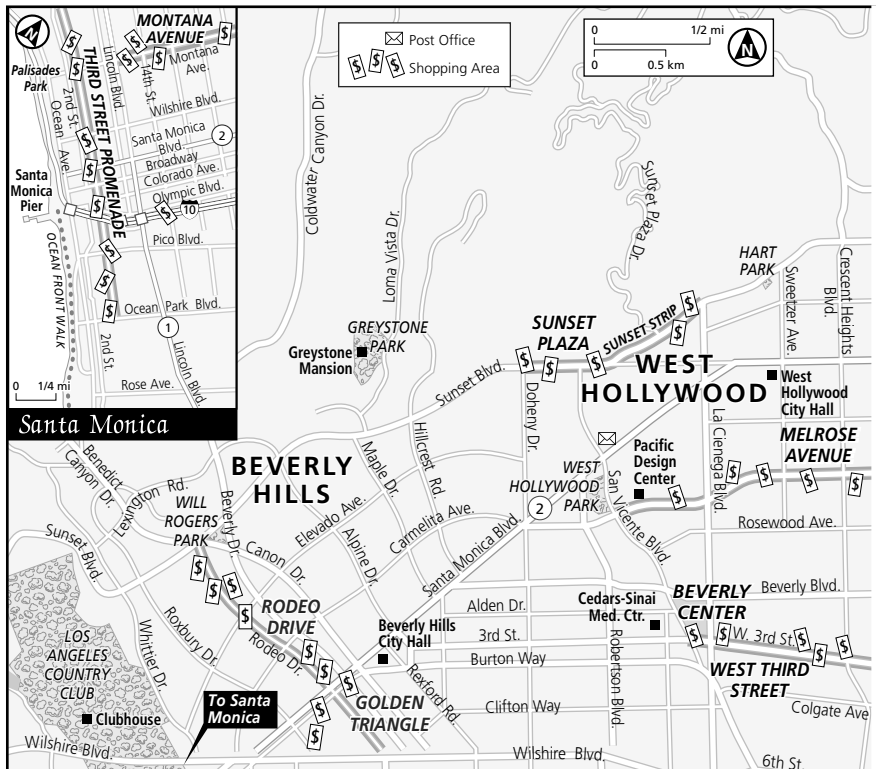 MONTANA
AVENUE
Montana
Ave.
Palisades
Park
THIRD STREET PROMENADE
Lincoln Blvd.
14th St.
2nd St.
Ocean Ave.
Wilshire Blvd.
Santa Monica
Blvd.
2
Broadway
Colorado Ave.
Olympic Blvd.
10
Santa
Monica
Pier
Pico Blvd.
OCEAN FRONT WALK
Ocean Park Blvd.
1
2nd St.
Lincoln Blvd.
0 1/4 mi
Rose Ave.
Santa Monica
Post Office
$ $ $ Shopping Area
0 1/2 mi
0 0.5 km
N
Coldwater Canyon Dr.
Loma Vista Dr.
Sunset Plaza Dr.
HART
PARK
Sweetzer Ave.
Crescent Heights
Blvd.
GREYSTONE
PARK
Greystone
Mansion
SUNSET
PLAZA
SUNSET STRIP
WEST
HOLLYWOOD
West
Hollywood
City Hall
Sunset Blvd.
Doheny Dr.
La Cienega Blvd.
MELROSE
AVENUE
Pacific
Design
Center
WEST
HOLLYWOOD
PARK
San Vicente Blvd.
2
Rosewood Ave.
Benedict
Canyon Dr.
Lexington Rd.
BEVERLY
HILLS
WILL
ROGERS
PARK
Beverly Dr.
Maple Dr.
Hillcrest Rd.
Elevado Ave.
Carmelita Ave.
Alpine Dr.
Canon Dr.
Santa Monica Blvd.
Sunset Blvd.
Beverly Blvd.
Alden Dr.
Cedars-Sinai
Med. Ctr.
BEVERLY
CENTER
RODEO
DRIVE
Rodeo Dr.
Roxbury Dr.
Whittier Dr.
Beverly Hills
City Hall
3rd St.
W. 3rd St.
Burton Way
Robertson Blvd.
WEST THIRD
STREET
LOS
ANGELES
COUNTRY
CLUB
Clubhouse
To Santa
Monica
GOLDEN
TRIANGLE
Rexford Rd.
Clifton Way
Colgate Ave
Wilshire Blvd.
Wilshire Blvd.
6th St.